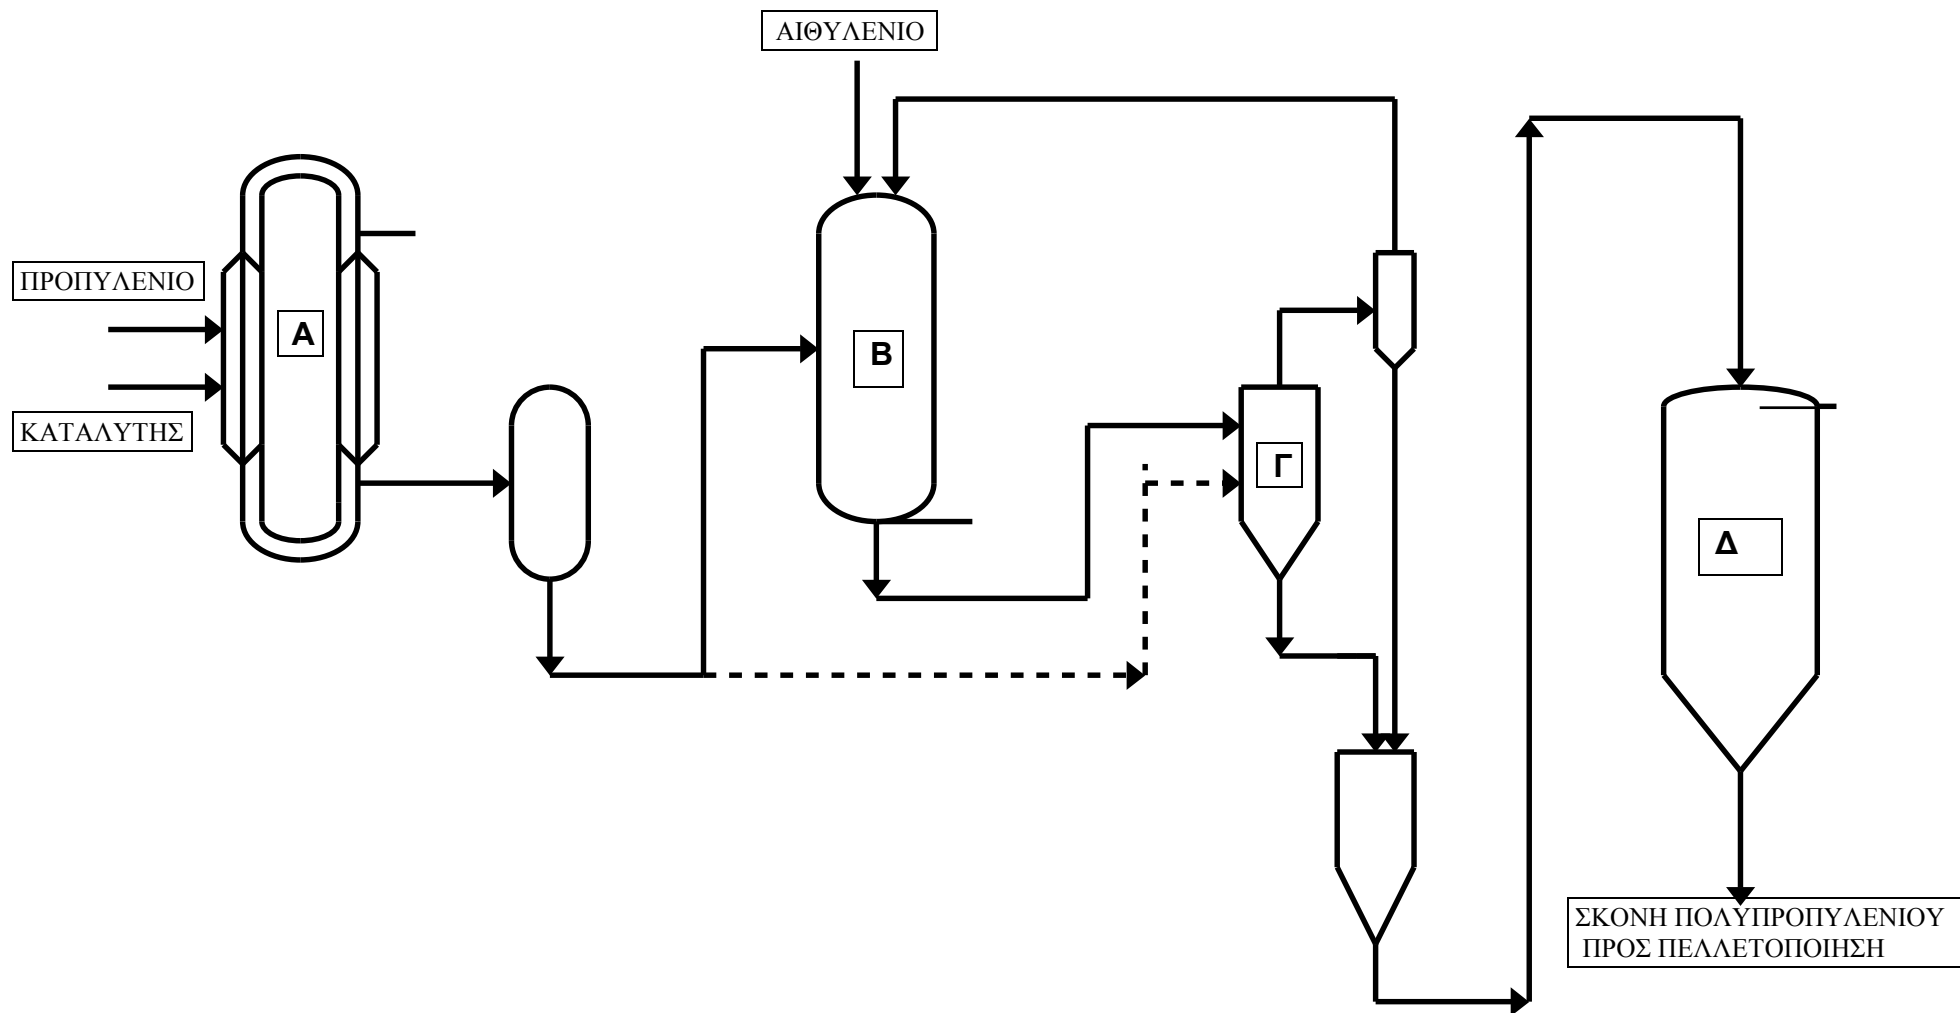 ΑΙΘΥΛΕΝΙΟ
ΠΡΟΠΥΛΕΝΙΟ
Α
Β
ΚΑΤΑΛΥΤΗΣ
Γ
Δ
ΣΚΟΝΗ ΠΟΛΥΠΡΟΠΥΛΕΝΙΟΥ
ΠΡΟΣ ΠΕΛΛΕΤΟΠΟΙΗΣΗ